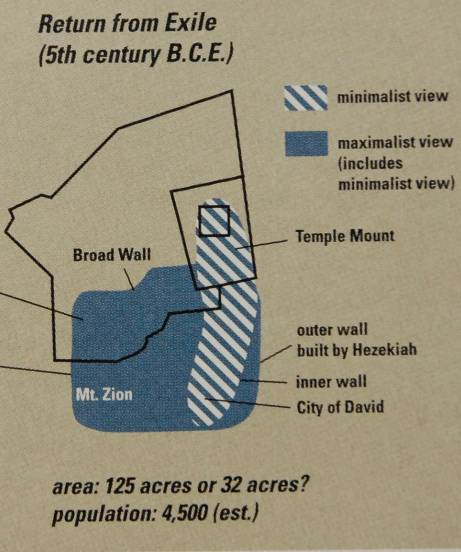 Return from Exile
(5th century B.C.E.)
minimalist view
maximalist view
(includes
minimalist view)
Temple Mount
Broad Wall
outer wall
built by Hezekiah
inner wall
Mt. Zion
City of David
area: 125 acres or 32 acres?
population: 4,500 (est.)